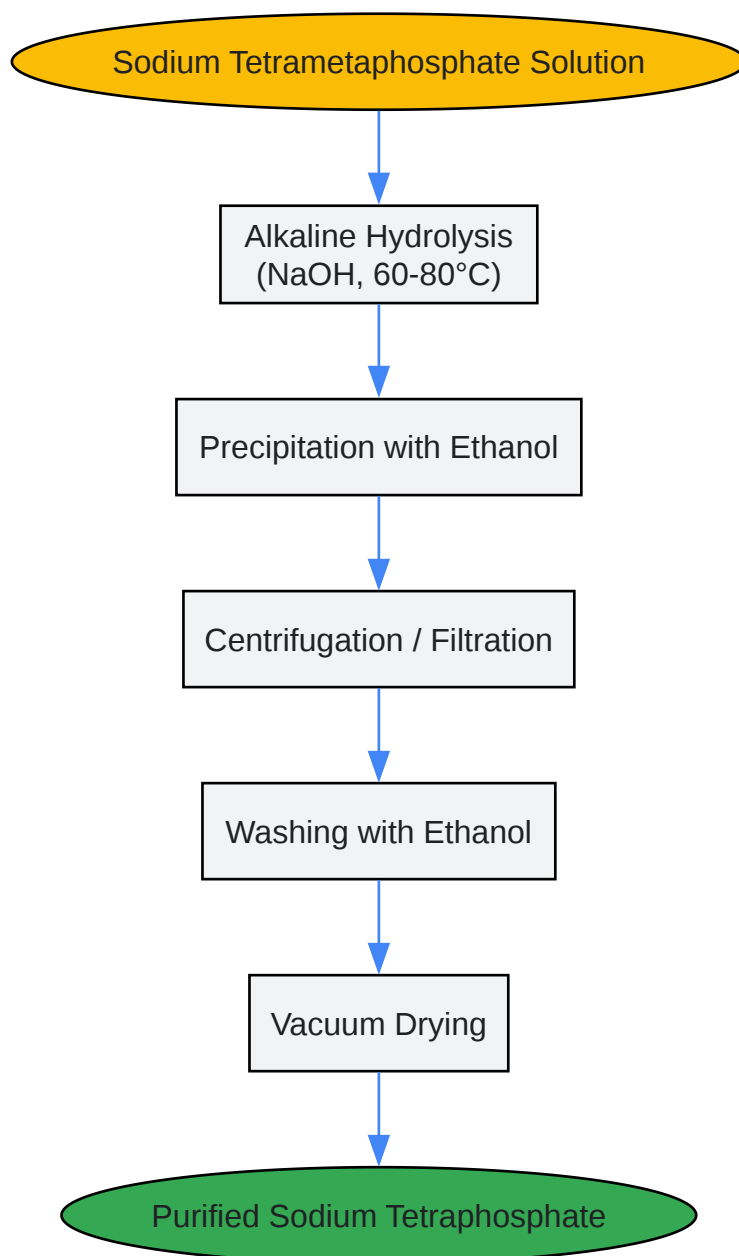 Sodium Tetrametaphosphate Solution
Alkaline Hydrolysis
(NaOH, 60-80°C)
Precipitation with Ethanol
Centrifugation / Filtration
Washing with Ethanol
Vacuum Drying
Purified Sodium Tetraphosphate